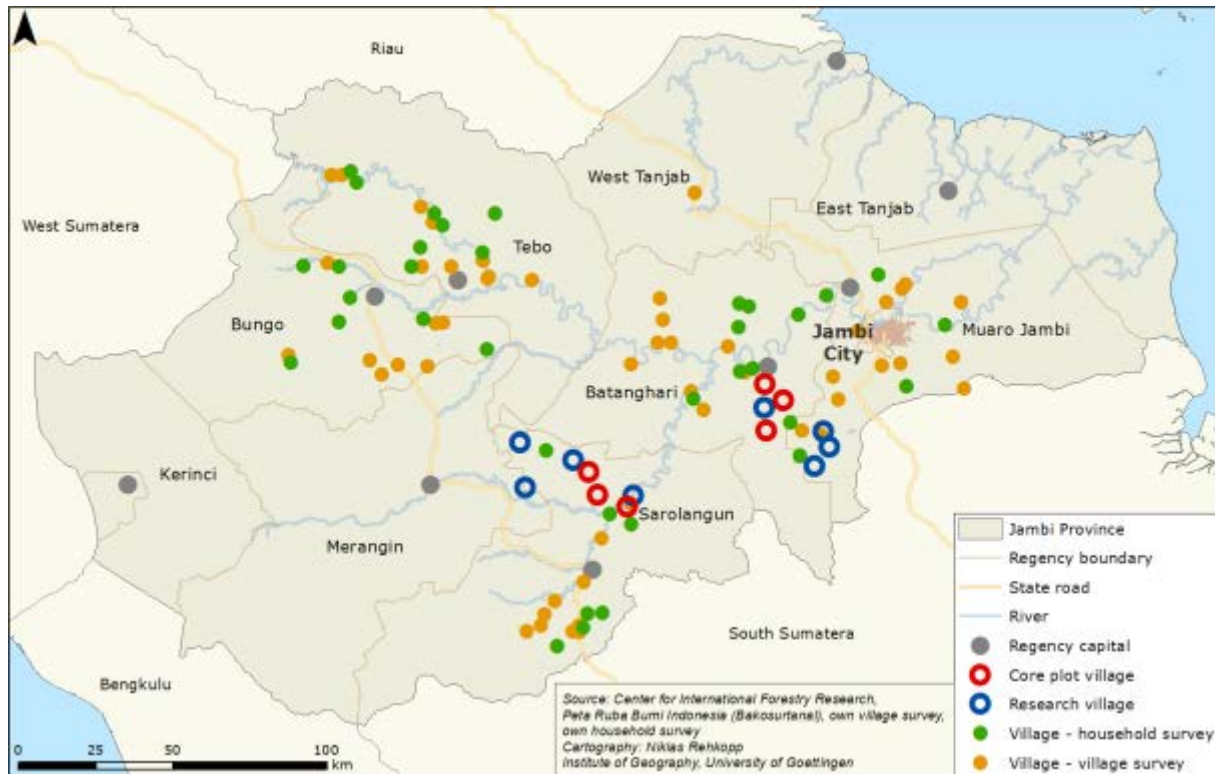 Riau
West Tanjab
East Tanjab
West Sumatera
Tebo
Bungo
Jambi
City
Muaro Jambi
Batanghari
Kerinci
Sarolangun
Merangin
South Sumatera
Bengkulu
Jambi Province
Regency boundary
State road
River
Regency capital
Core plot village
Research village
Village - household survey
Village - village survey
Source: Center for International Forestry Research,
Peta Ruba Bumi Indonesia (Bakosurtanal), own village survey,
own household survey
Cartography: Niklas Rehkopp
Institute of Geography, University of Goettingen
0 25 50 100
km